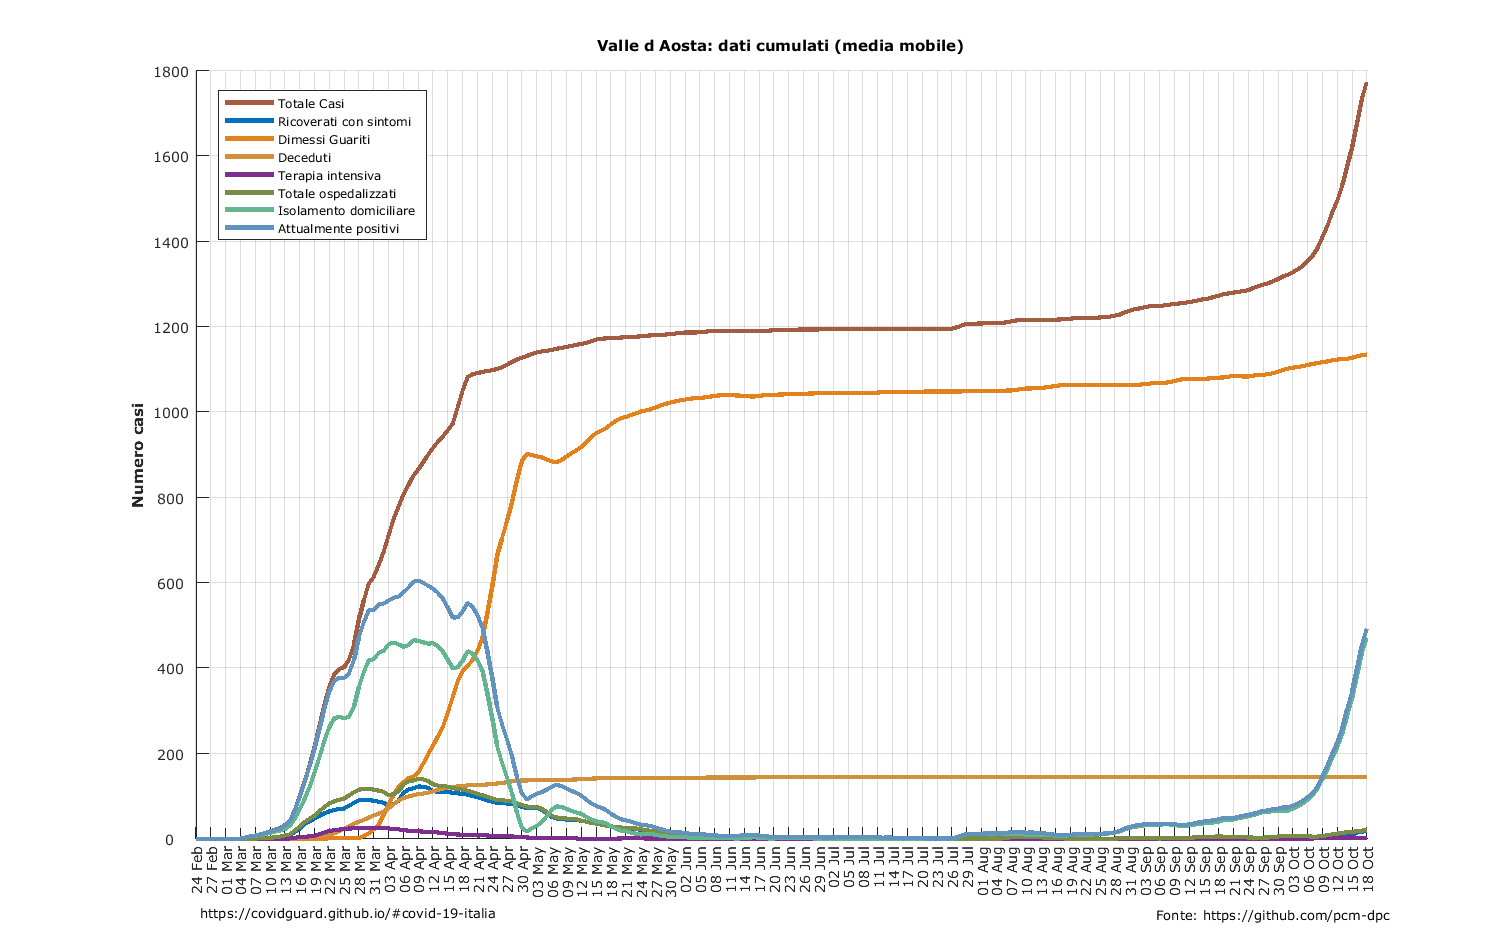 Valle d Aosta: dati cumulati (media mobile)
1800
1600
1400
1200
1000
800
600
400
200
0
Numero casi
Totale Casi
Ricoverati con sintomi
Dimessi Guariti
Deceduti
Terapia intensiva
Totale ospedalizzati
Isolamento domiciliare
Attualmente positivi
24 Feb
27 Feb
01 Mar
04 Mar
07 Mar
10 Mar
13 Mar
16 Mar
19 Mar
22 Mar
25 Mar
28 Mar
31 Mar
03 Apr
06 Apr
09 Apr
12 Apr
15 Apr
18 Apr
21 Apr
24 Apr
27 Apr
30 Apr
03 May
06 May
09 May
12 May
15 May
18 May
21 May
24 May
27 May
30 May
02 Jun
05 Jun
08 Jun
11 Jun
14 Jun
17 Jun
20 Jun
23 Jun
26 Jun
29 Jun
02 Jul
05 Jul
08 Jul
11 Jul
14 Jul
17 Jul
20 Jul
23 Jul
26 Jul
29 Jul
01 Aug
04 Aug
07 Aug
10 Aug
13 Aug
16 Aug
19 Aug
22 Aug
25 Aug
28 Aug
31 Aug
03 Sep
06 Sep
09 Sep
12 Sep
15 Sep
18 Sep
21 Sep
24 Sep
27 Sep
30 Sep
03 Oct
06 Oct
09 Oct
12 Oct
15 Oct
18 Oct
https://covidguard.github.io/#covid-19-italia
Fonte: https://github.com/pcm-dpc